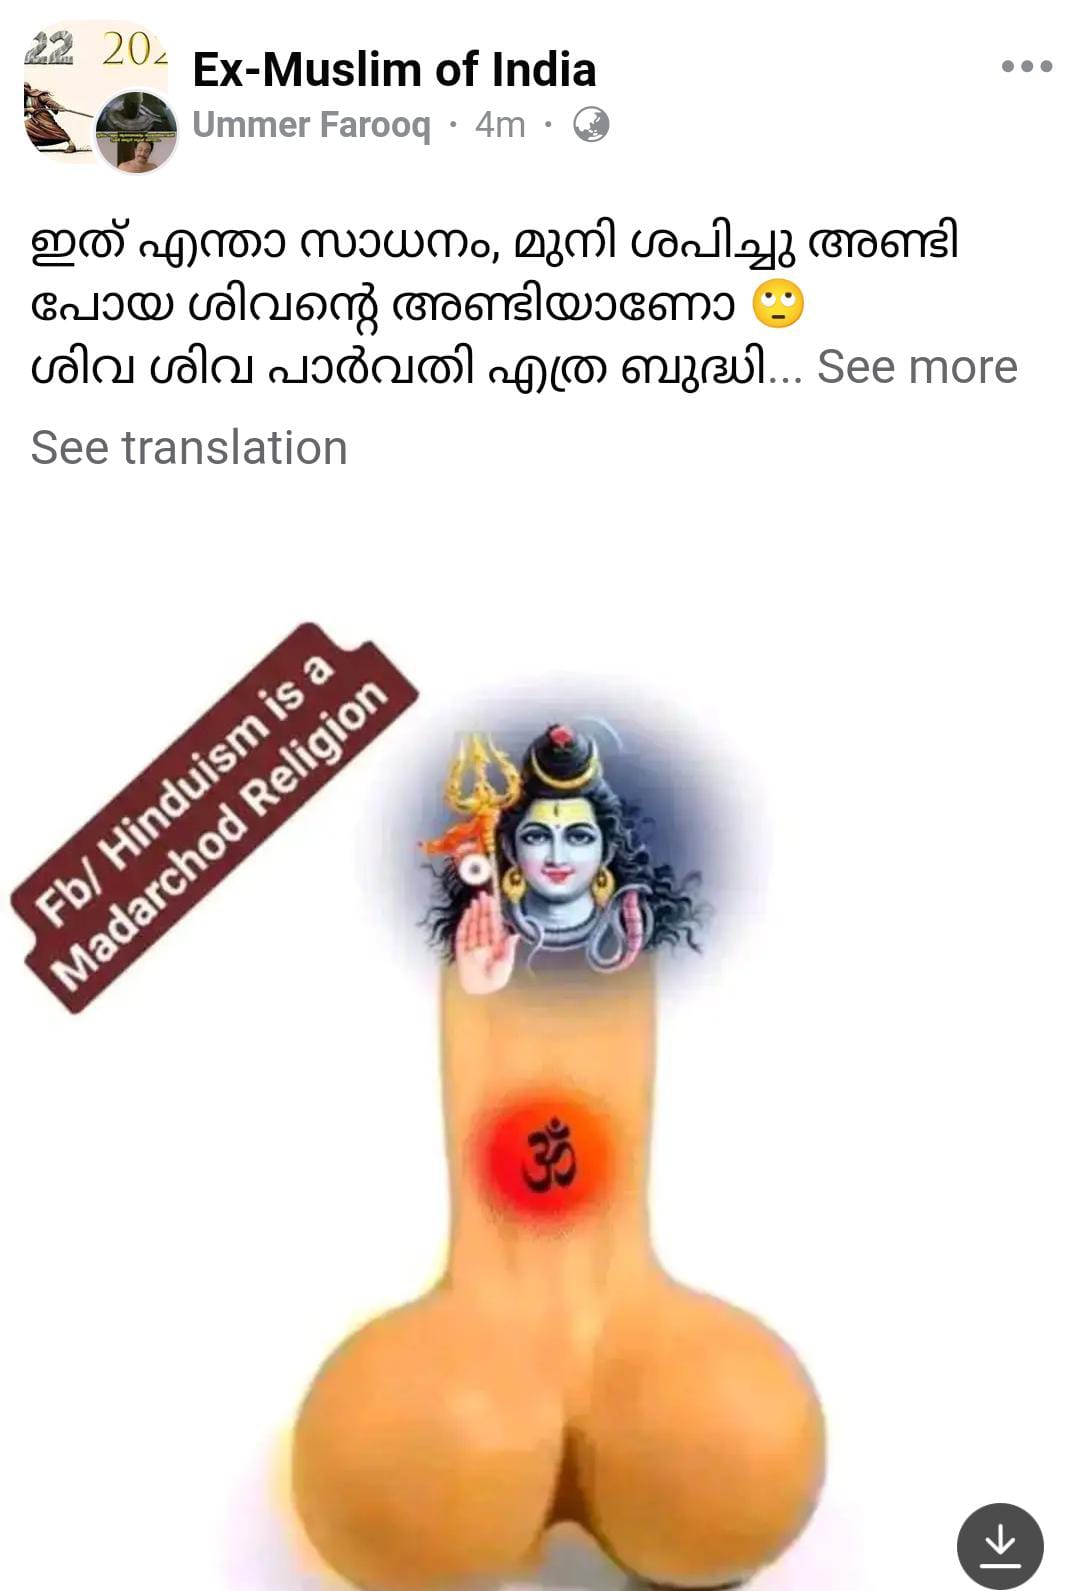 22 202
Ex-Muslim of India
Ummer Farooq · 4m ·
ഇത് എന്താ സാധനം, മുനി ശപിച്ചു അണ്ടി
പോയ ശിവന്റെ അണ്ടിയാണോ 🙄
ശിവ ശിവ പാർവതി എത്ര ബുദ്ധി... See more
See translation
Fb/ Hinduism is a
Madarchod Religion
ॐ